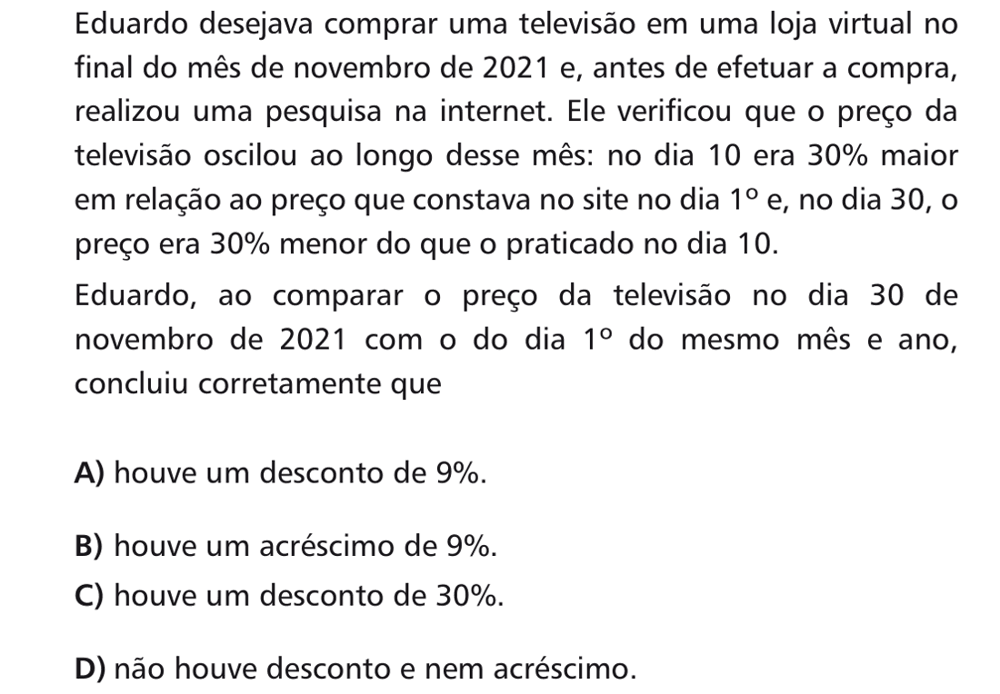 Eduardo desejava comprar uma televisão em uma loja virtual no
final do mês de novembro de 2021 e, antes de efetuar a compra,
realizou uma pesquisa na internet. Ele verificou que o preço da
televisão oscilou ao longo desse mês: no dia 10 era 30% maior
em relação ao preço que constava no site no dia 1º e, no dia 30, o
preço era 30% menor do que o praticado no dia 10.
Eduardo, ao comparar o preço da televisão no dia 30 de
novembro de 2021 com o do dia 1º do mesmo mês e ano,
concluiu corretamente que
A) houve um desconto de 9%.
B) houve um acréscimo de 9%.
C) houve um desconto de 30%.
D) não houve desconto e nem acréscimo.